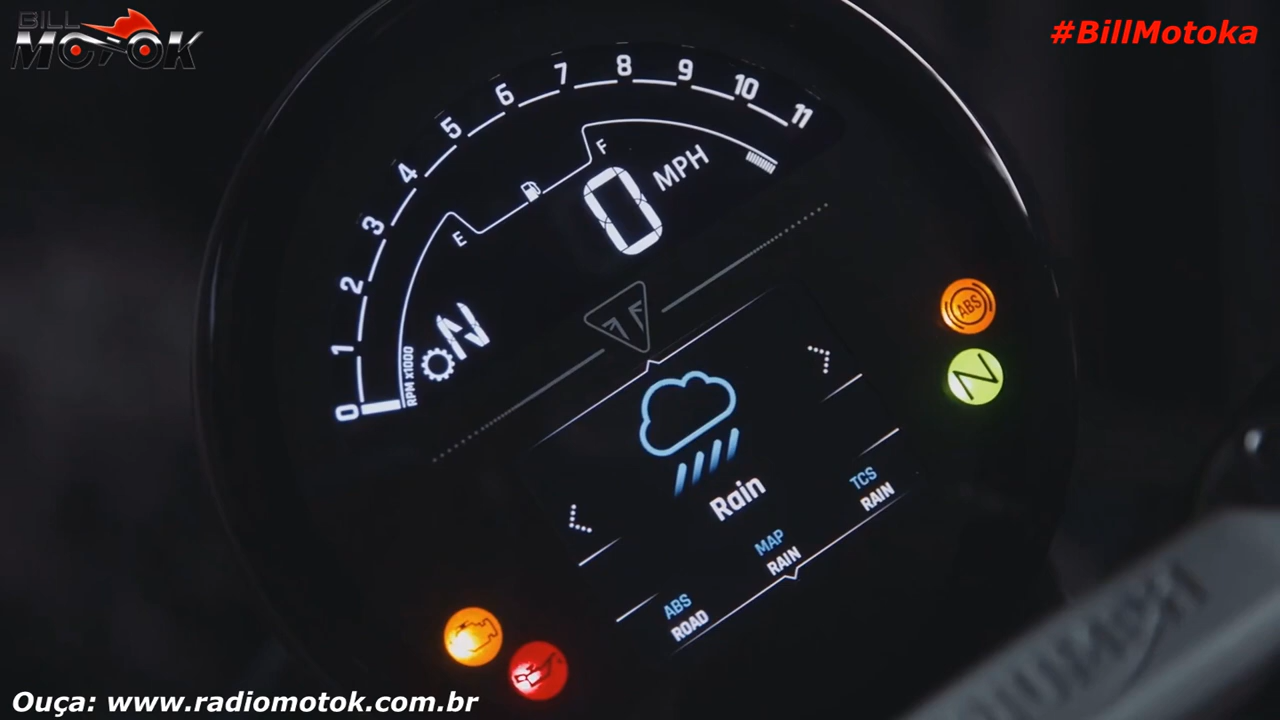 BILL
MOTOK
#BillMotoka
0
1
2
3
4
5
6
7
8
9
10
11
RPM x1000
E
F
0 MPH
N
ABS
N
Rain
ABS
ROAD
MAP
RAIN
TCS
RAIN
TRIUMPH
Ouça: www.radiomotok.com.br